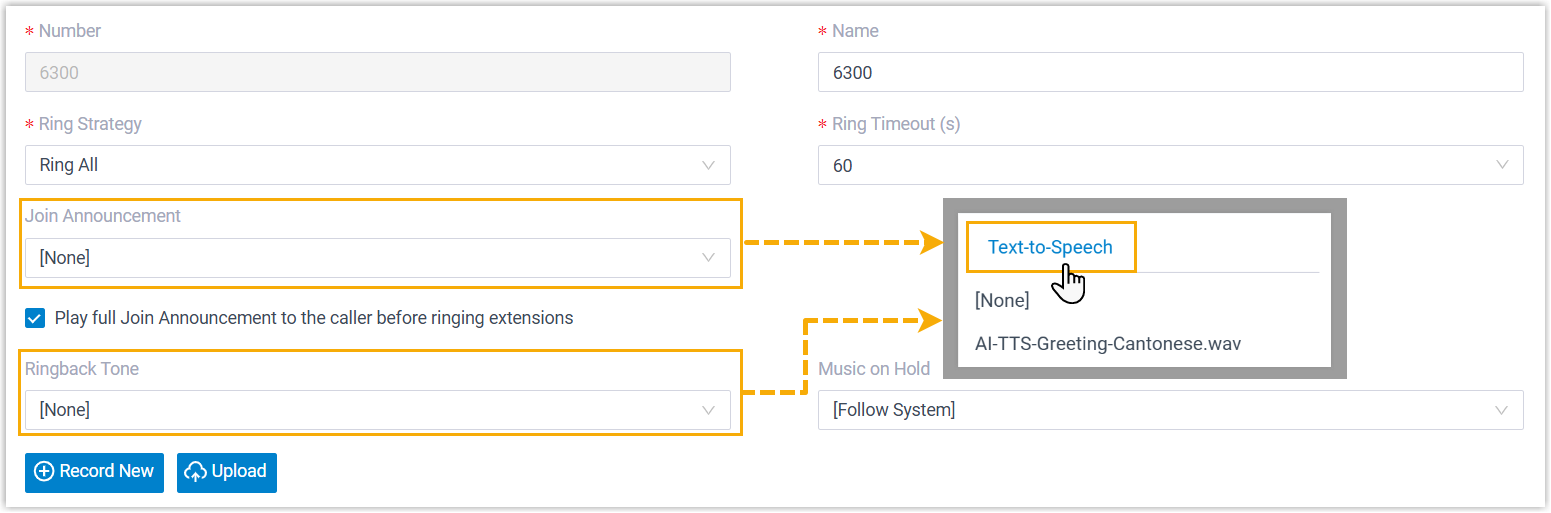 * Number
* Name
6300
6300
* Ring Strategy
* Ring Timeout (s)
Ring All
60
Join Announcement
[None]
Text-to-Speech
[None]
AI-TTS-Greeting-Cantonese.wav
Play full Join Announcement to the caller before ringing extensions
Ringback Tone
Music on Hold
[None]
[Follow System]
Record New
Upload